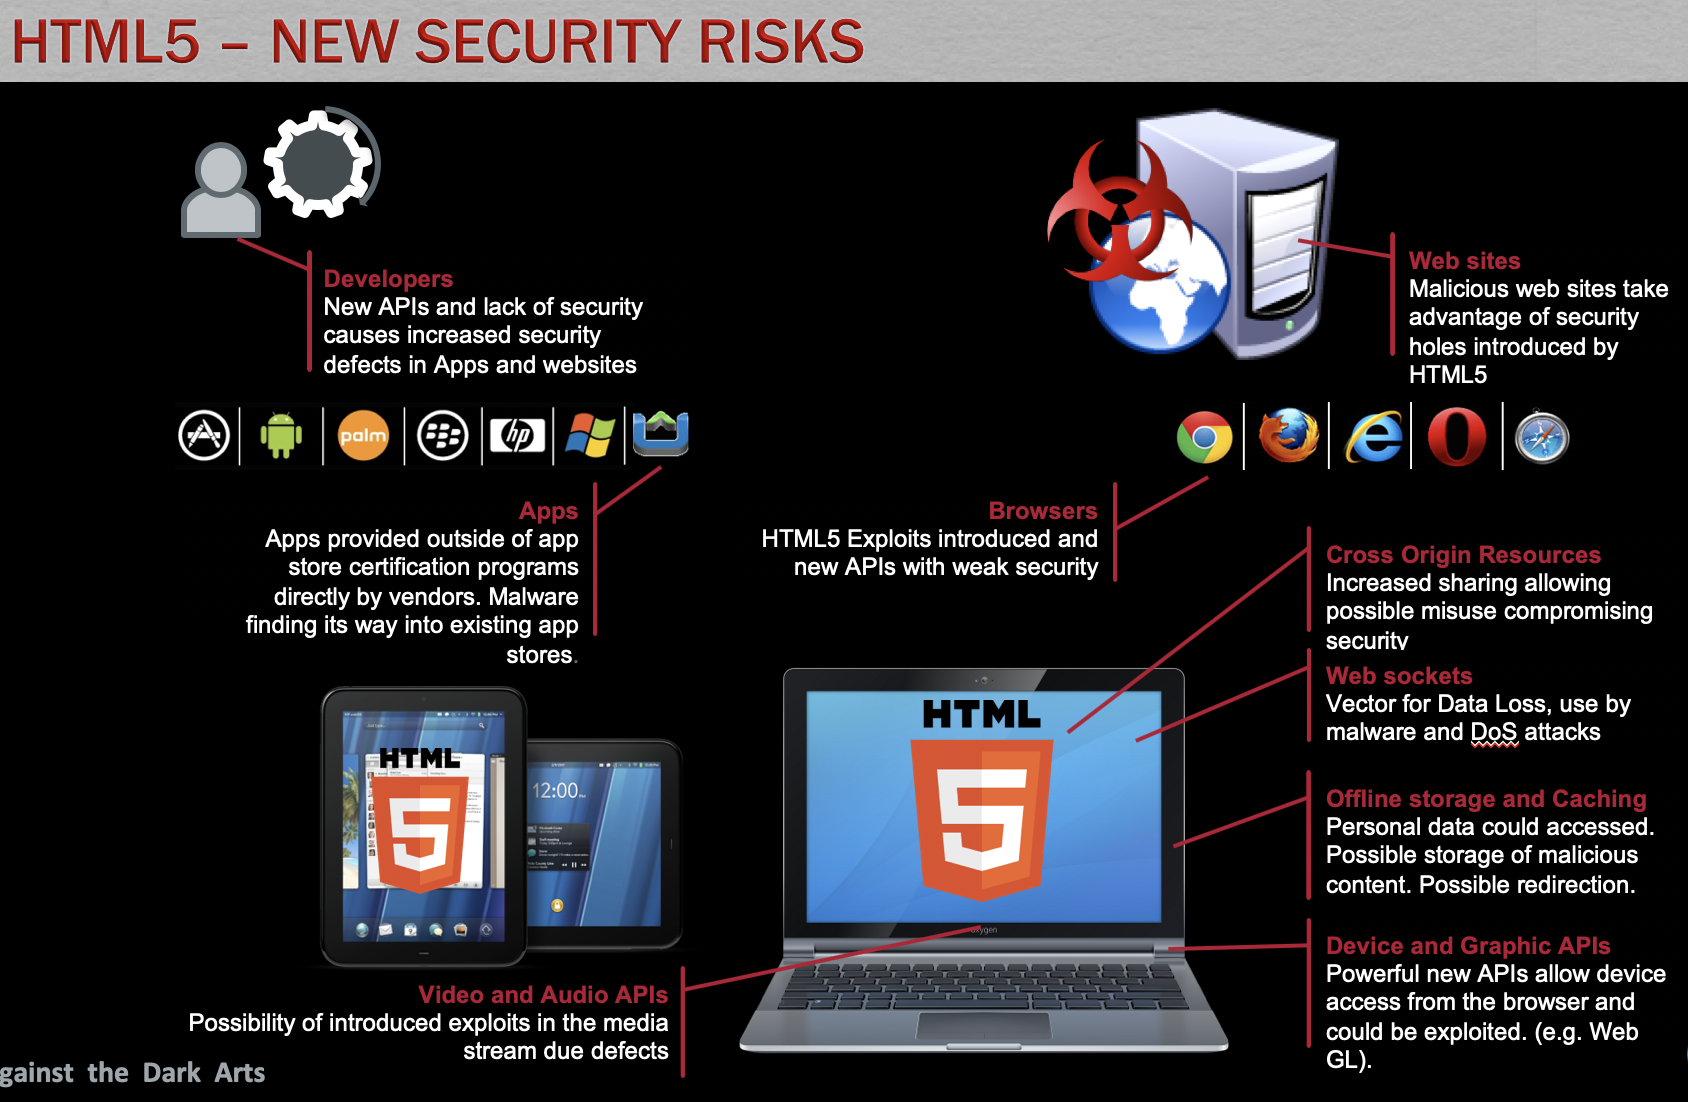 HTML5 – NEW SECURITY RISKS
Developers
New APIs and lack of security
causes increased security
defects in Apps and websites
Web sites
Malicious web sites take
advantage of security
holes introduced by
HTML5
palm
hp
Apps
Apps provided outside of app
store certification programs
directly by vendors. Malware
finding its way into existing app
stores.
Browsers
HTML5 Exploits introduced and
new APIs with weak security
Cross Origin Resources
Increased sharing allowing
possible misuse compromising
security
Web sockets
Vector for Data Loss, use by
malware and DoS attacks
Offline storage and Caching
Personal data could accessed.
Possible storage of malicious
content. Possible redirection.
Device and Graphic APIs
Powerful new APIs allow device
access from the browser and
could be exploited. (e.g. Web
GL).
HTML
5
12:00
HTML
5
Video and Audio APIs
Possibility of introduced exploits in the media
stream due defects
gainst the Dark Arts